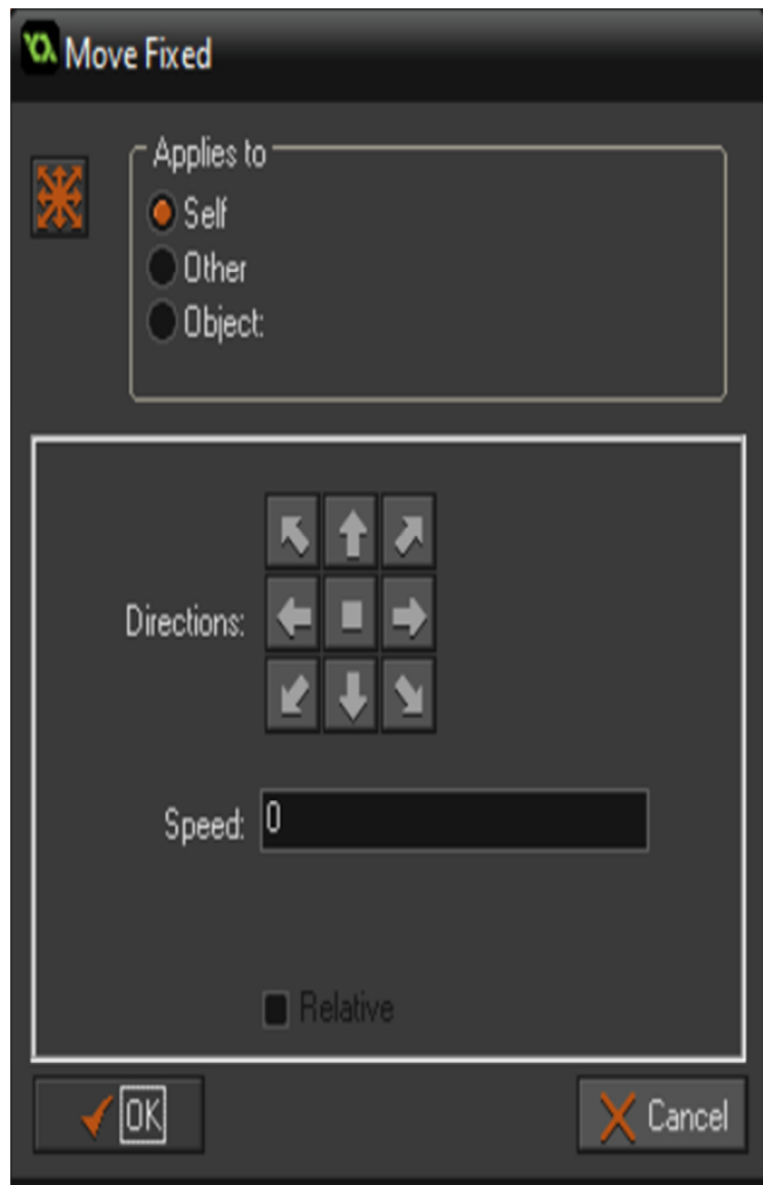 Move Fixed
Applies to
Self
Other
Object:
Directions:
Speed: 0
Relative
OK
Cancel